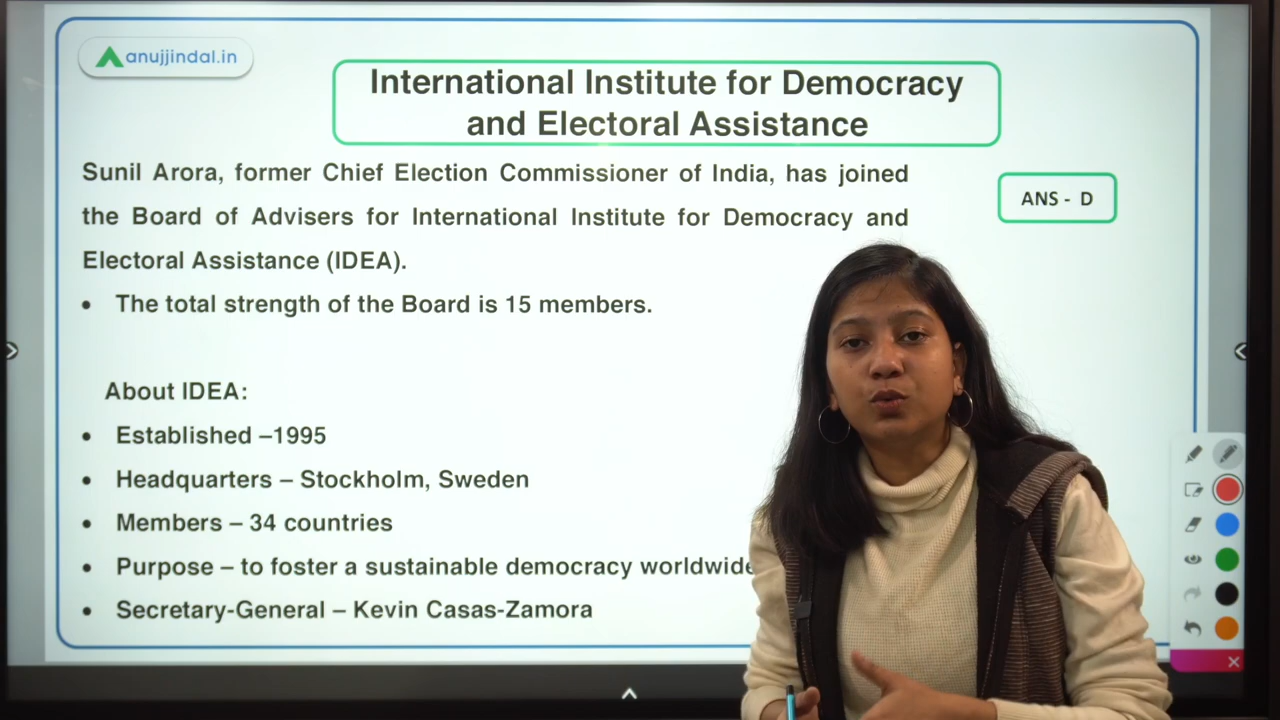 anujjindal.in
International Institute for Democracy
and Electoral Assistance
Sunil Arora, former Chief Election Commissioner of India, has joined
the Board of Advisers for International Institute for Democracy and
Electoral Assistance (IDEA).
ANS - D
• The total strength of the Board is 15 members.
About IDEA:
• Established –1995
• Headquarters – Stockholm, Sweden
• Members – 34 countries
• Purpose – to foster a sustainable democracy worldwide
• Secretary-General – Kevin Casas-Zamora